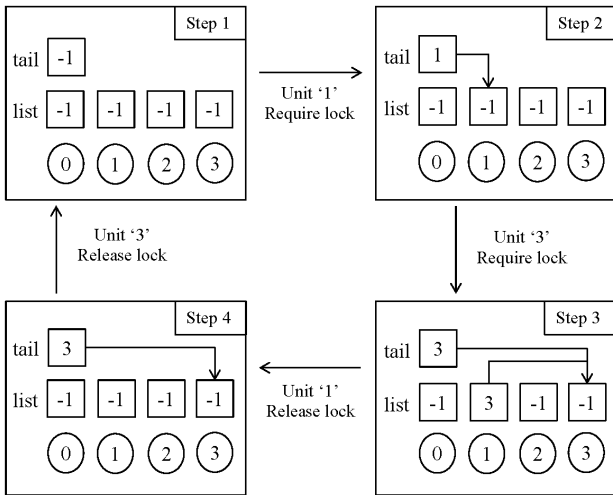 Step 1
tail -1
list -1 -1 -1 -1
0 1 2 3
Unit ‘1’
Require lock
Step 2
tail 1
list -1 -1 -1 -1
0 1 2 3
Unit ‘3’
Release lock
Unit ‘3’
Require lock
Step 4
tail 3
list -1 -1 -1 -1
0 1 2 3
Unit ‘1’
Release lock
Step 3
tail 3
list -1 3 -1 -1
0 1 2 3